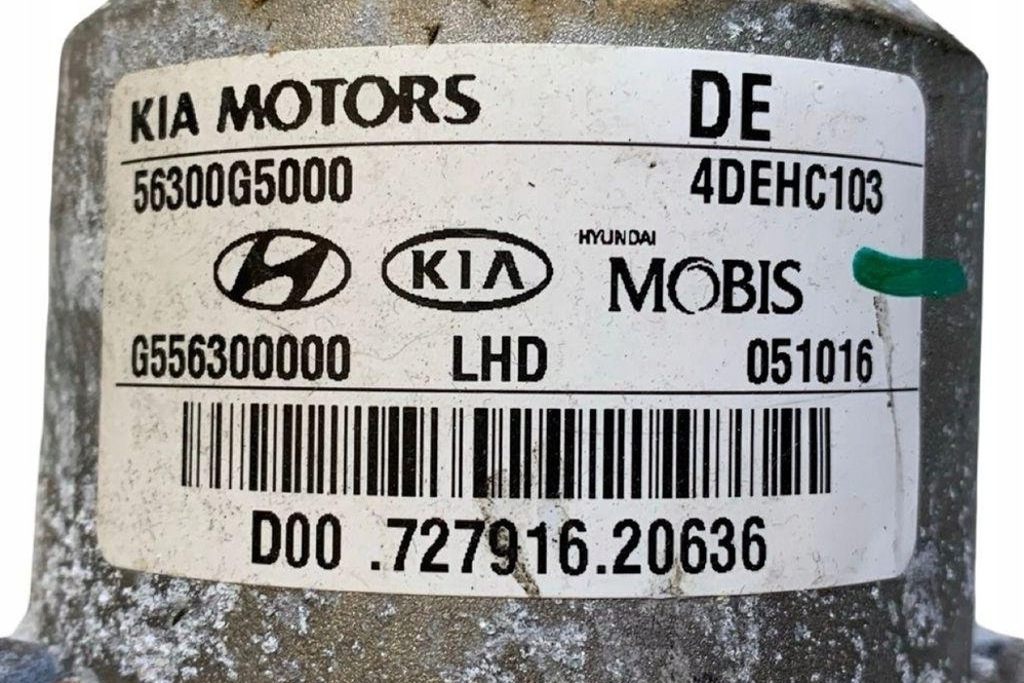 KIA MOTORS DE
56300G5000 4DEHC103
KIA HYUNDAI MOBIS
G556300000 LHD 051016
D00 .727916.20636